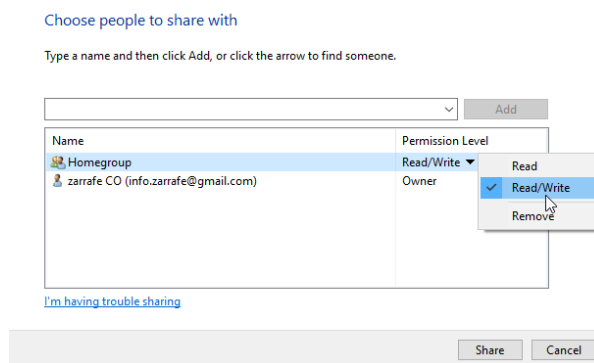 Choose people to share with
Type a name and then click Add, or click the arrow to find someone.
Add
Name Permission Level
Homegroup Read/Write
zarrafe CO (info.zarrafe@gmail.com) Owner
Read
Read/Write
Remove
I'm having trouble sharing
Share Cancel